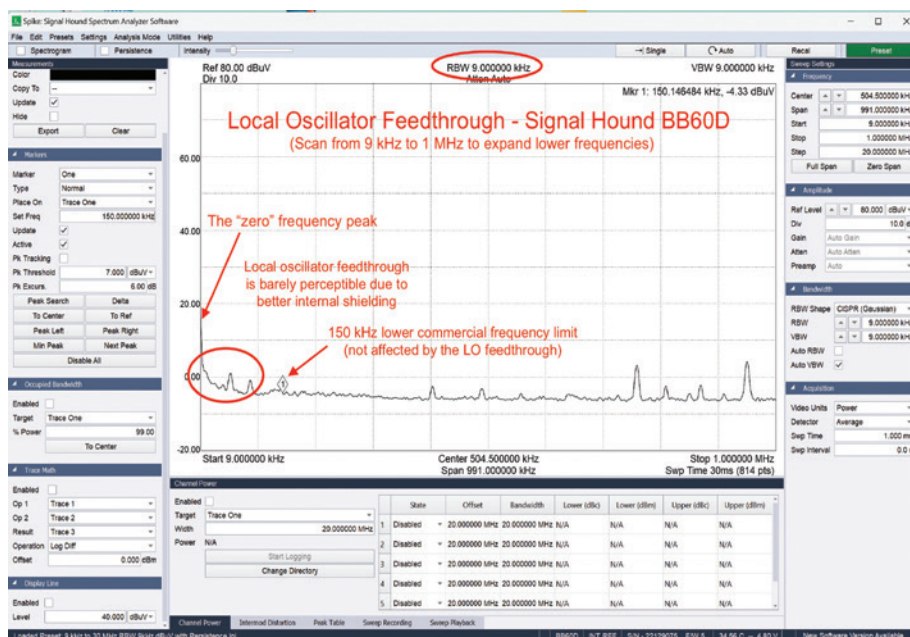 Spike: Signal Hound Spectrum Analyzer Software
File Edit Presets Settings Analysis Mode Utilities Help
Spectrogram Persistence Intensity Single Auto Recal Preset
Measurements
Color
Copy To --
Update
Hide
Export Clear
Markers
Marker One
Type Normal
Place On Trace One
Set Freq 150.000000 kHz
Update
Active
Pk Tracking
Pk Threshold 7.000 dBuV
Pk Excurs. 6.00 dB
Peak Search Delta
To Center To Ref
Peak Left Peak Right
Min Peak Next Peak
Disable All
Occupied Bandwidth
Enabled
Target Trace One
% Power 99.00
To Center
Trace Math
Enabled
Op 1 Trace 1
Op 2 Trace 2
Result Trace 3
Operation Log Diff
Offset 0.000 dBm
Display Line
Enabled
Level 40.000 dBuV
Ref 80.00 dBuV
Div 10.0
RBW 9.000000 kHz
Atten Auto
VBW 9.000000 kHz
Mkr 1: 150.146484 kHz, -4.33 dBuV
Local Oscillator Feedthrough - Signal Hound BB60D
(Scan from 9 kHz to 1 MHz to expand lower frequencies)
60.00
40.00
20.00
0.00
-20.00
The "zero" frequency peak
Local oscillator feedthrough
is barely perceptible due to
better internal shielding
150 kHz lower commercial frequency limit
(not affected by the LO feedthrough)
1
Start 9.000000 kHz
Center 504.500000 kHz
Span 991.000000 kHz
Stop 1.000000 MHz
Swp Time 30ms (814 pts)
Channel Power
Enabled
Target Trace One
Width 20.000000 MHz
Power N/A
Start Logging
Change Directory
State Offset Bandwidth Lower (dBc) Lower (dBm) Upper (dBc) Upper (dBm)
1 Disabled 20.000000 MHz 20.000000 MHz N/A N/A N/A N/A
2 Disabled 20.000000 MHz 20.000000 MHz N/A N/A N/A N/A
3 Disabled 20.000000 MHz 20.000000 MHz N/A N/A N/A N/A
4 Disabled 20.000000 MHz 20.000000 MHz N/A N/A N/A N/A
5 Disabled 20.000000 MHz 20.000000 MHz N/A N/A N/A N/A
Channel Power Intermod Distortion Peak Table Sweep Recording Sweep Playback
Sweep Settings
Frequency
Center 504.500000 kH
Span 991.000000 kH
Start 9.000000 kH
Stop 1.000000 MH
Step 20.000000 MH
Full Span Zero Span
Amplitude
Ref Level 80.000 dBuV
Div 10.0 d
Gain Auto Gain
Atten Auto Atten
Preamp Auto
Bandwidth
RBW Shape CISPR (Gaussian)
RBW 9.000000 kH
VBW 9.000000 kH
Auto RBW
Auto VBW
Acquisition
Video Units Power
Detector Average
Swp Time 1.000 m
Swp Interval 0.0